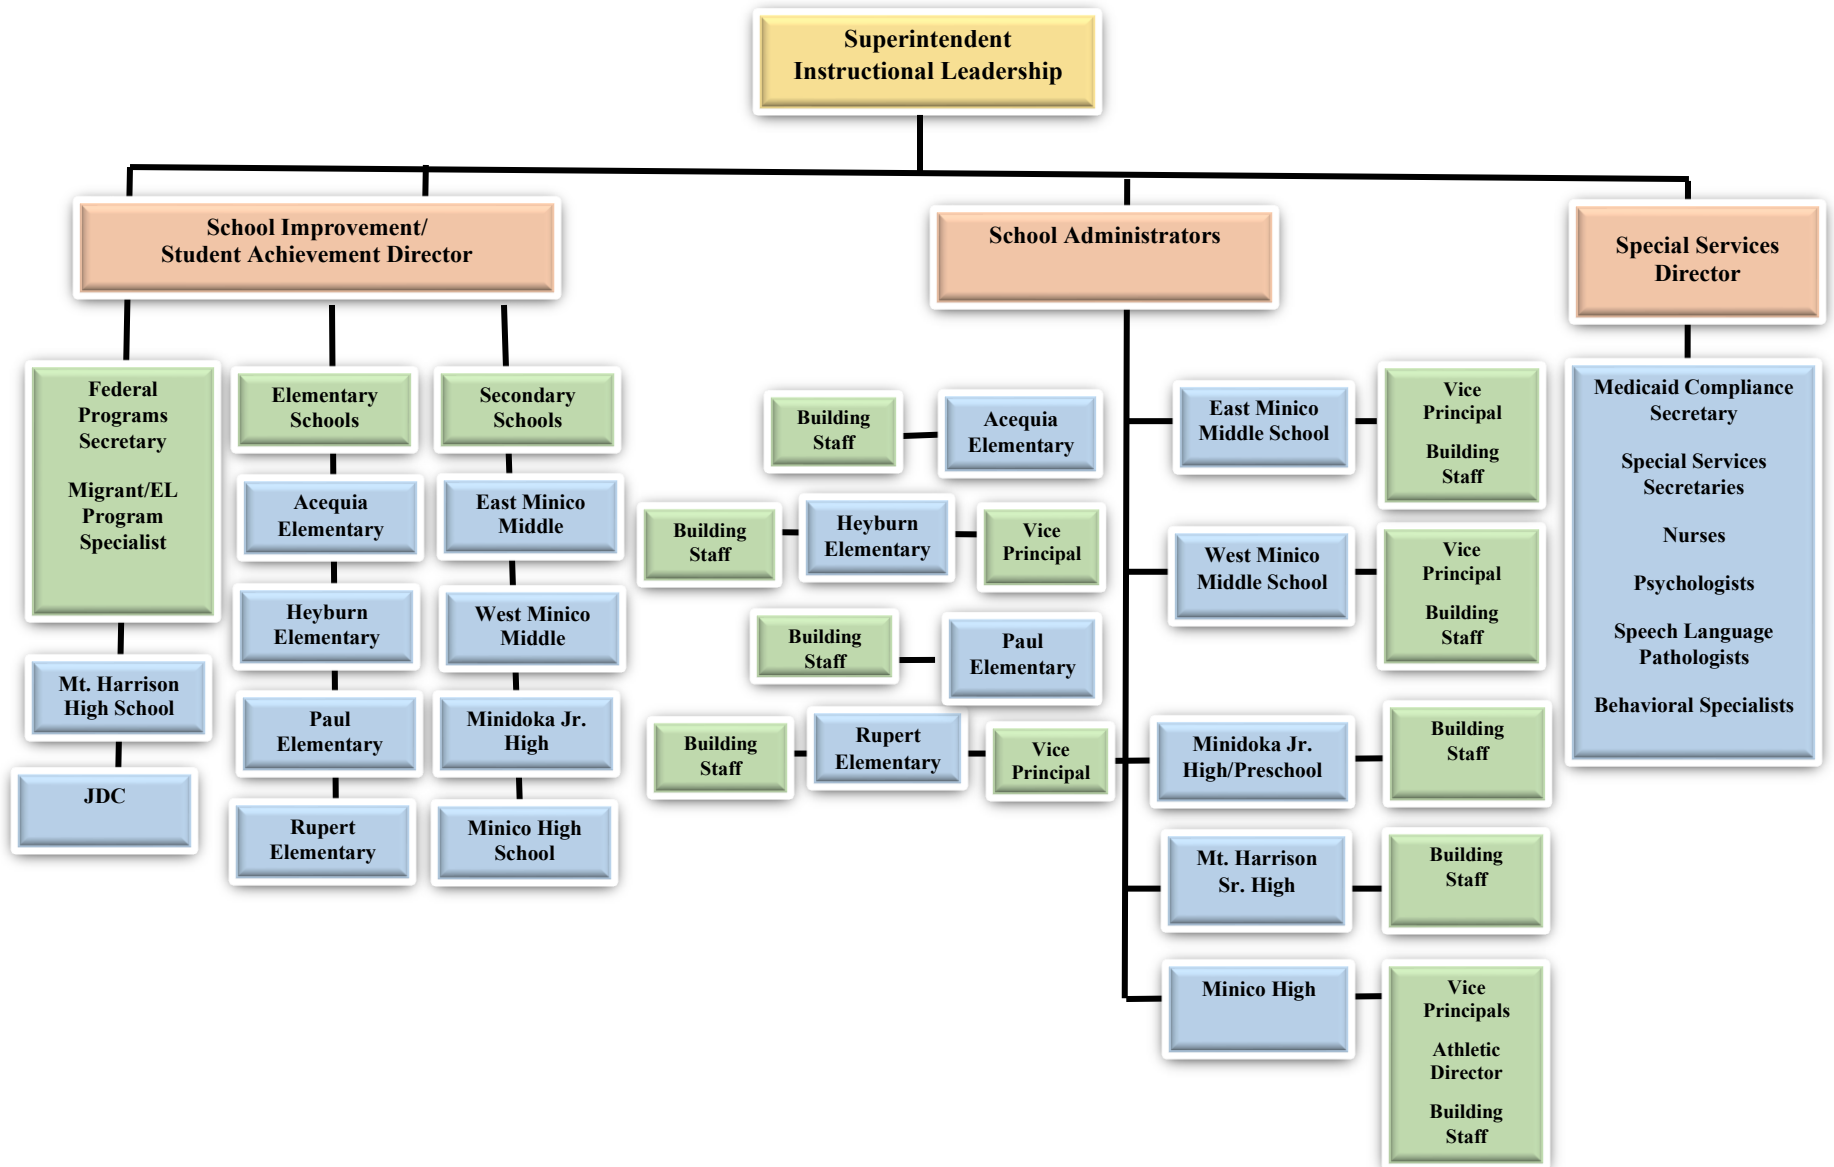 Superintendent
Instructional Leadership
School Improvement/
Student Achievement Director
School Administrators
Special Services
Director
Federal
Programs
Secretary
Migrant/EL
Program
Specialist
Mt. Harrison
High School
JDC
Elementary
Schools
Acequia
Elementary
Heyburn
Elementary
Paul
Elementary
Rupert
Elementary
Secondary
Schools
East Minico
Middle
West Minico
Middle
Minidoka Jr.
High
Minico High
School
Building
Staff
Acequia
Elementary
Building
Staff
Heyburn
Elementary
Vice
Principal
Building
Staff
Paul
Elementary
Building
Staff
Rupert
Elementary
Vice
Principal
East Minico
Middle School
Vice
Principal
Building
Staff
West Minico
Middle School
Vice
Principal
Building
Staff
Minidoka Jr.
High/Preschool
Building
Staff
Mt. Harrison
Sr. High
Building
Staff
Minico High
Vice
Principals
Athletic
Director
Building
Staff
Medicaid Compliance
Secretary
Special Services
Secretaries
Nurses
Psychologists
Speech Language
Pathologists
Behavioral Specialists